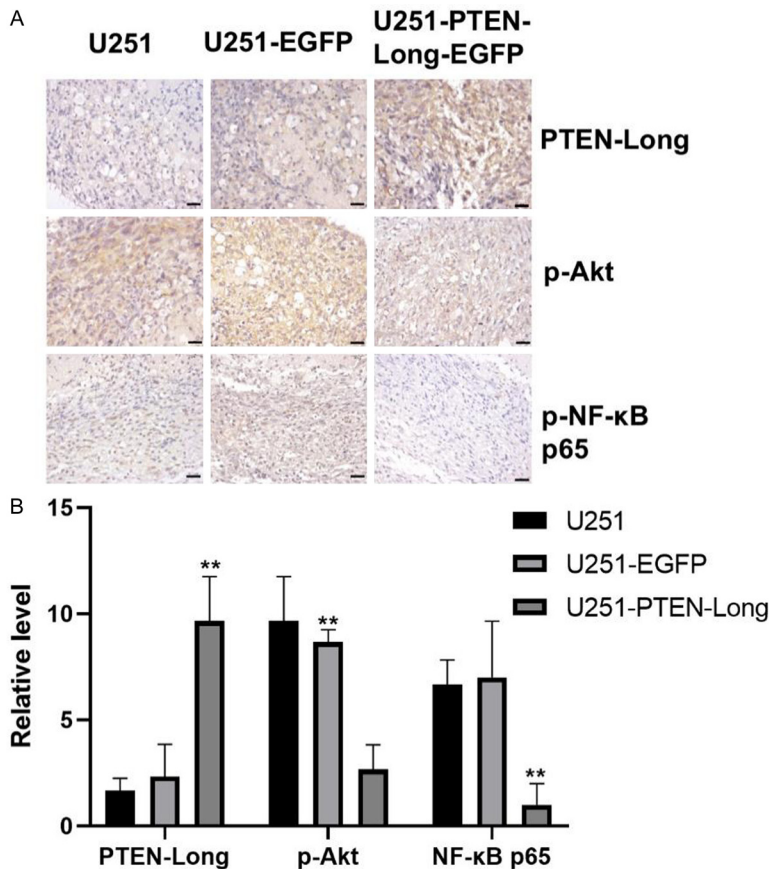 A
U251
U251-EGFP
U251-PTEN-
Long-EGFP
PTEN-Long
p-Akt
p-NF-κB
p65
B
15
10
5
0
Relative level
**
**
**
U251
U251-EGFP
U251-PTEN-Long
PTEN-Long
p-Akt
NF-κB p65